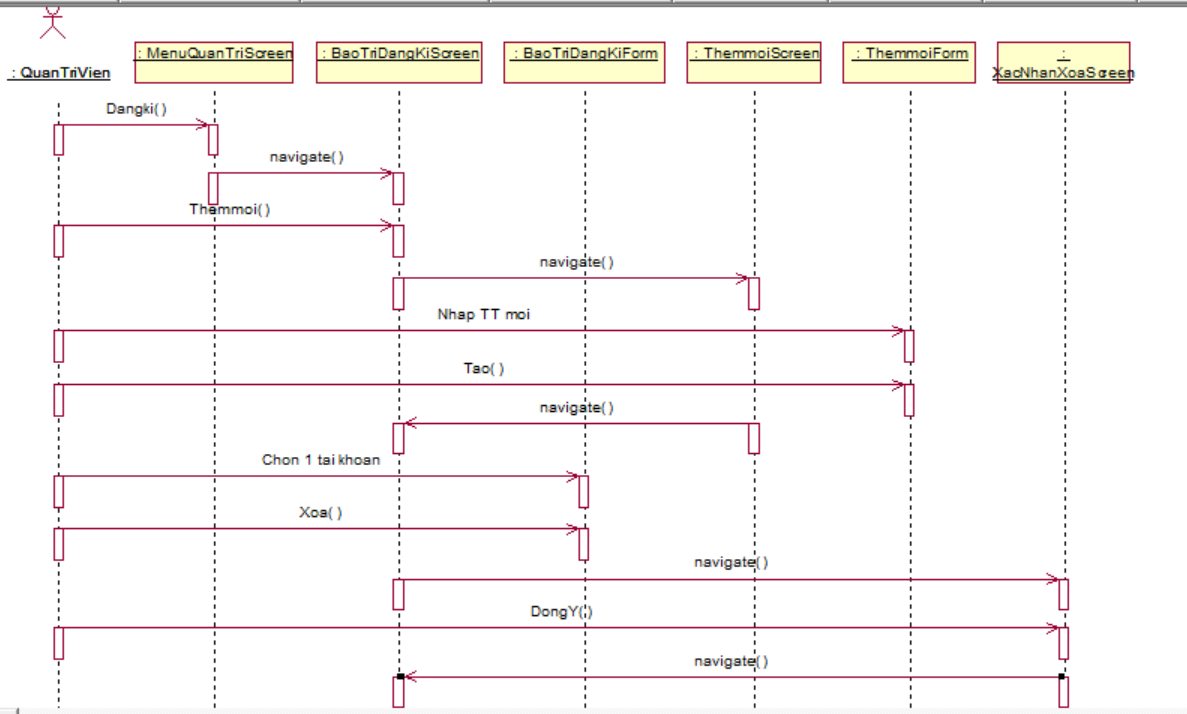 : QuanTriVien
: MenuQuanTriScreen
: BaoTriDangKiScreen
: BaoTriDangKiForm
: ThemmoiScreen
: ThemmoiForm
:
XacNhanXoaScreen
Dangki( )
navigate( )
Themmoi( )
navigate( )
Nhap TT moi
Tao( )
navigate( )
Chon 1 tai khoan
Xoa( )
navigate( )
DongY( )
navigate( )